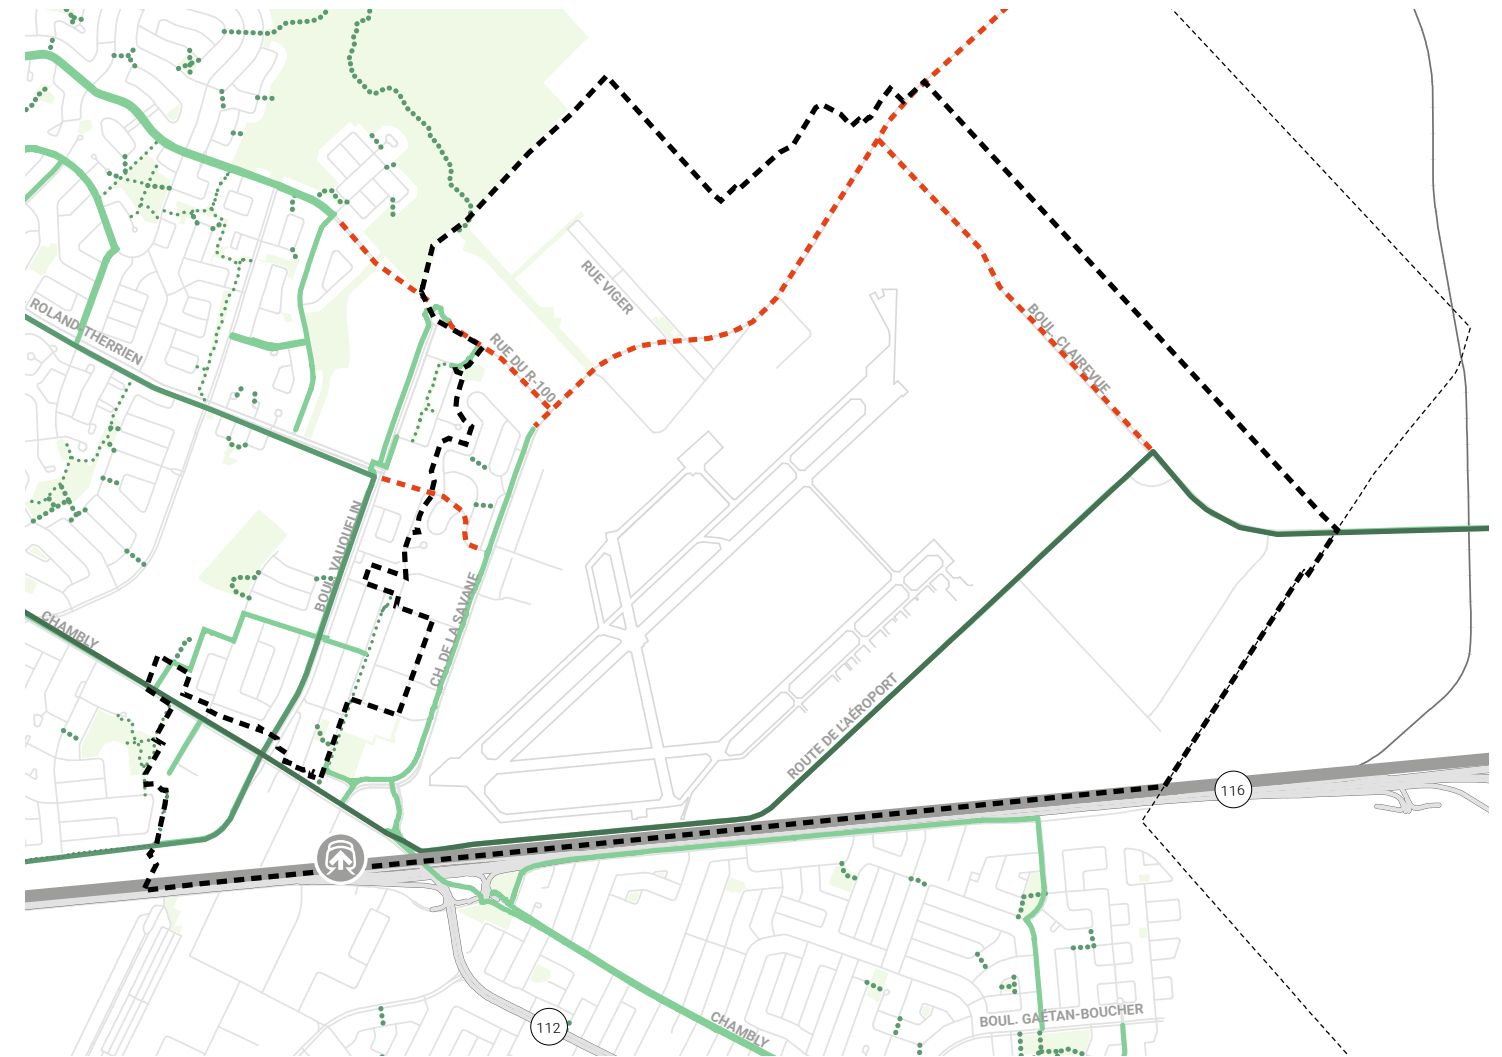 RUE VIGER
ROLAND-THERRIEN
RUE DU R-100
BOUL. CLAIREVUE
BOUL. VAUQUELIN
CH. DE LA SAVANE
CHAMBLY
ROUTE DE L'AÉROPORT
116
112
CHAMBLY
BOUL. GAÉTAN-BOUCHER